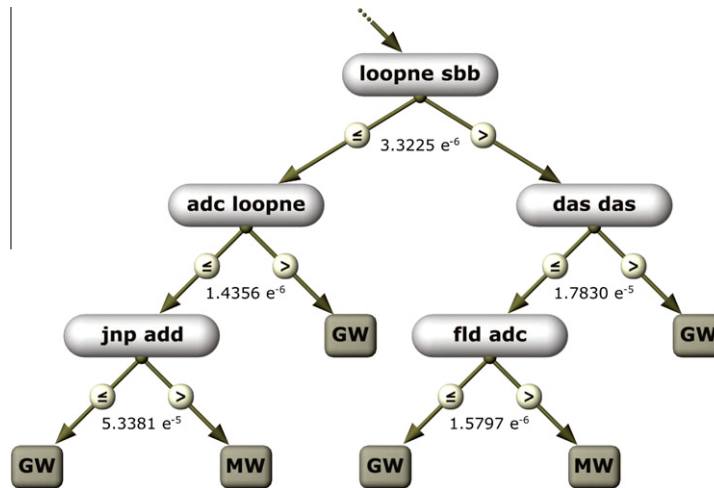 loopne sbb
≤ 3.3225 e⁻⁶ >
adc loopne
das das
≤ 1.4356 e⁻⁶ >
≤ 1.7830 e⁻⁵ >
jnp add
GW
fld adc
GW
≤ 5.3381 e⁻⁵ >
≤ 1.5797 e⁻⁶ >
GW
MW
GW
MW